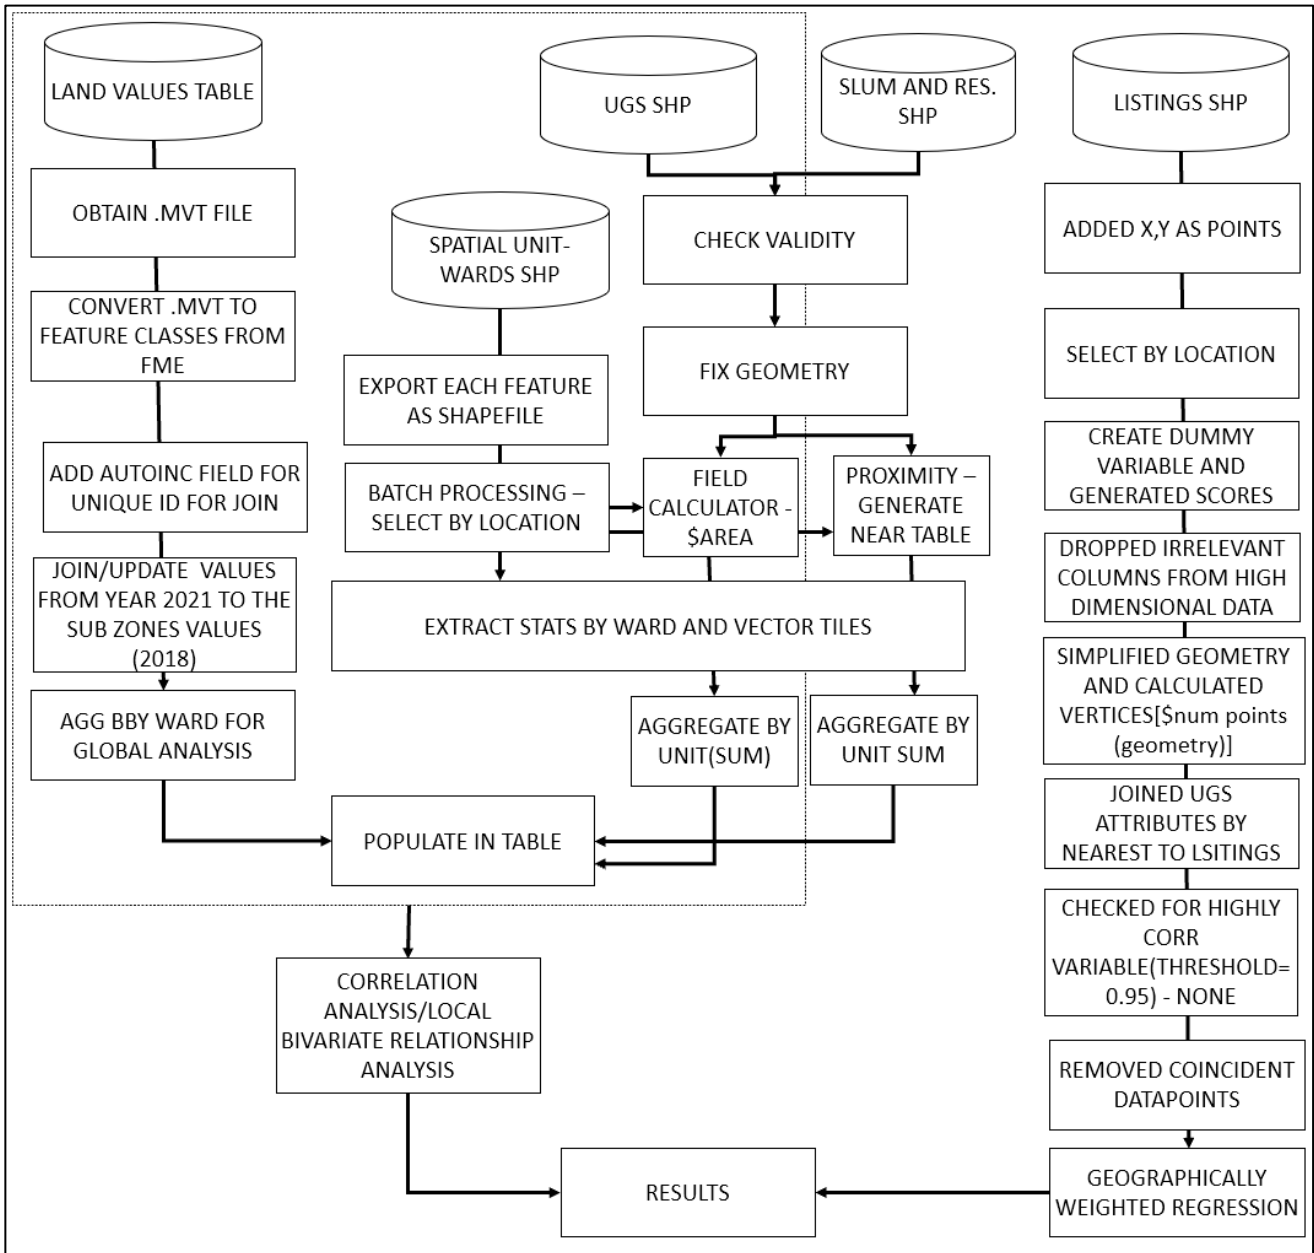 LAND VALUES TABLE
OBTAIN .MVT FILE
CONVERT .MVT TO
FEATURE CLASSES FROM
FME
ADD AUTOINC FIELD FOR
UNIQUE ID FOR JOIN
JOIN/UPDATE VALUES
FROM YEAR 2021 TO THE
SUB ZONES VALUES
(2018)
AGG BBY WARD FOR
GLOBAL ANALYSIS
SPATIAL UNIT-
WARDS SHP
EXPORT EACH FEATURE
AS SHAPEFILE
BATCH PROCESSING –
SELECT BY LOCATION
UGS SHP
SLUM AND RES.
SHP
CHECK VALIDITY
FIX GEOMETRY
FIELD
CALCULATOR -
$AREA
PROXIMITY –
GENERATE
NEAR TABLE
EXTRACT STATS BY WARD AND VECTOR TILES
AGGREGATE BY
UNIT(SUM)
AGGREGATE BY
UNIT SUM
POPULATE IN TABLE
CORRELATION
ANALYSIS/LOCAL
BIVARIATE RELATIONSHIP
ANALYSIS
RESULTS
LISTINGS SHP
ADDED X,Y AS POINTS
SELECT BY LOCATION
CREATE DUMMY
VARIABLE AND
GENERATED SCORES
DROPPED IRRELEVANT
COLUMNS FROM HIGH
DIMENSIONAL DATA
SIMPLIFIED GEOMETRY
AND CALCULATED
VERTICES[$num points
(geometry)]
JOINED UGS
ATTRIBUTES BY
NEAREST TO LSITINGS
CHECKED FOR HIGHLY
CORR
VARIABLE(THRESHOLD=
0.95) - NONE
REMOVED COINCIDENT
DATAPOINTS
GEOGRAPHICALLY
WEIGHTED REGRESSION